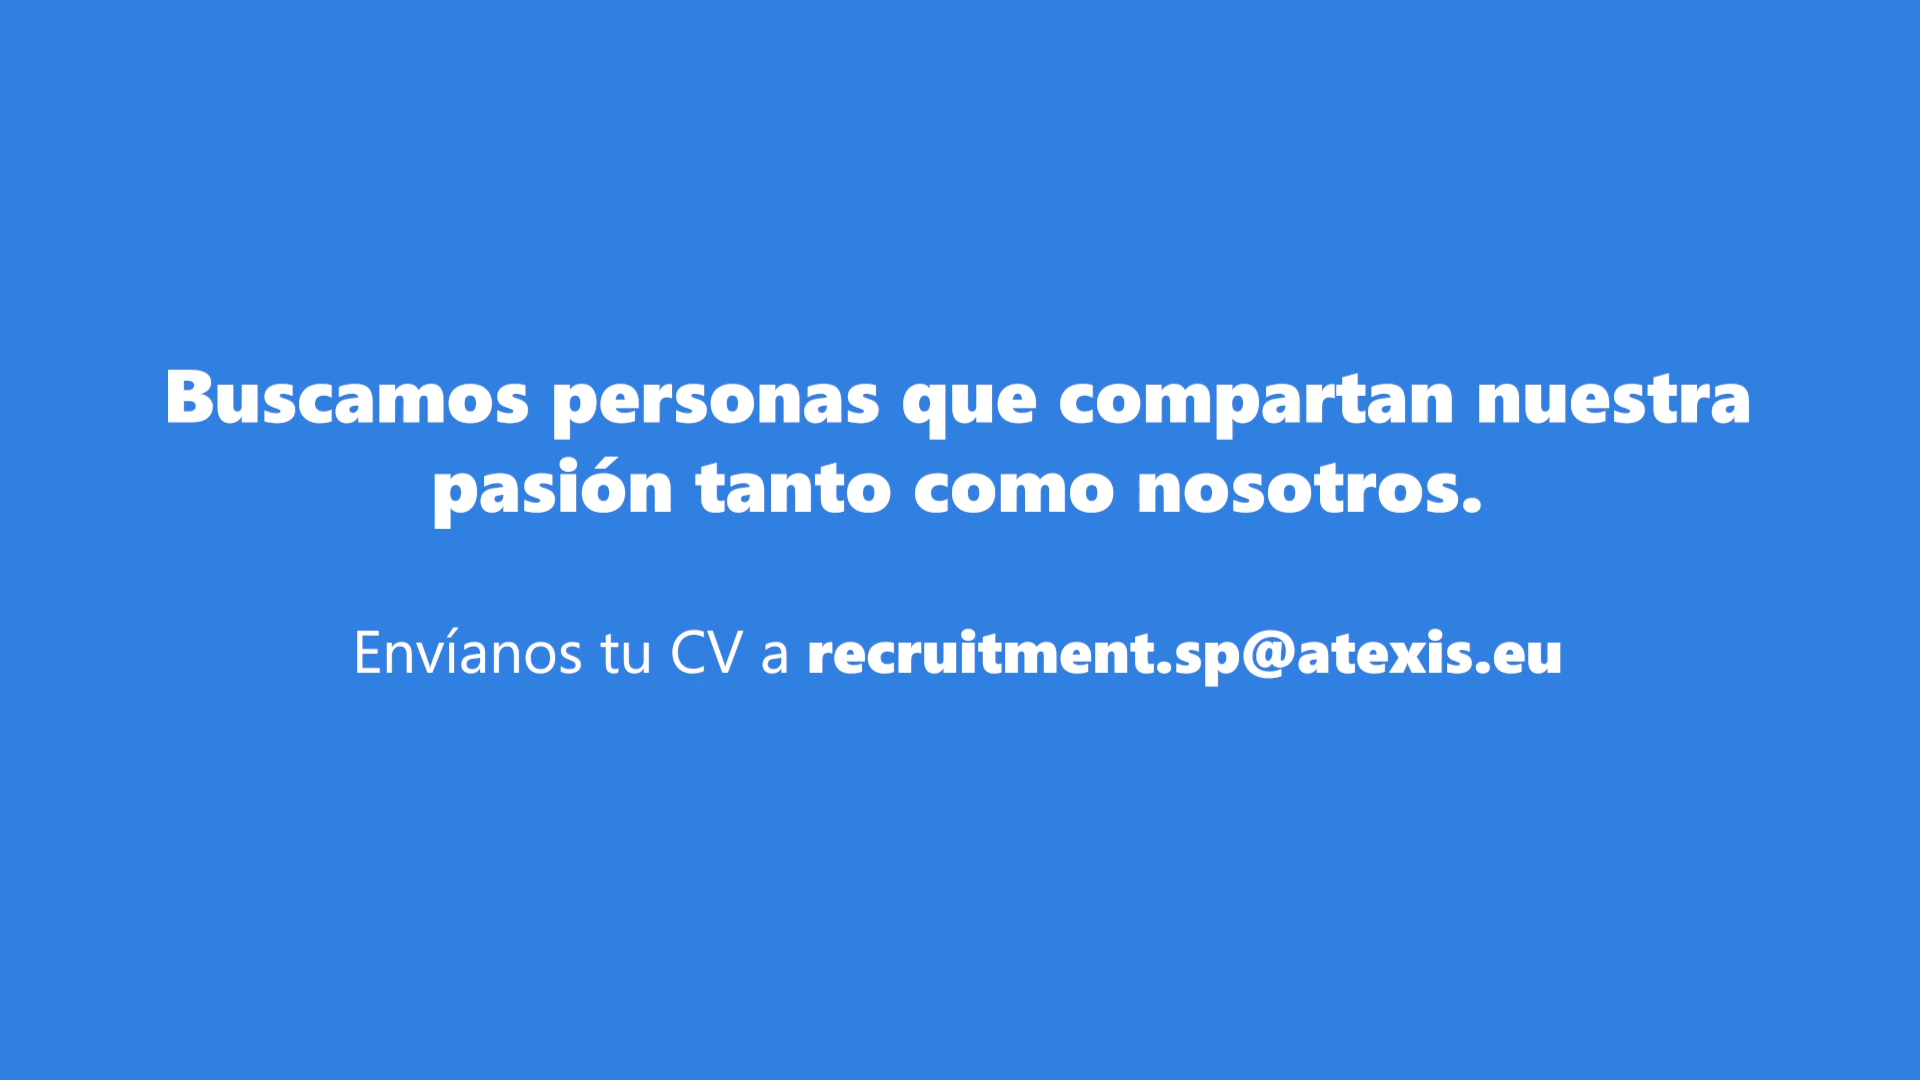 Buscamos personas que compartan nuestra
pasión tanto como nosotros.
Envíanos tu CV a recruitment.sp@atexis.eu